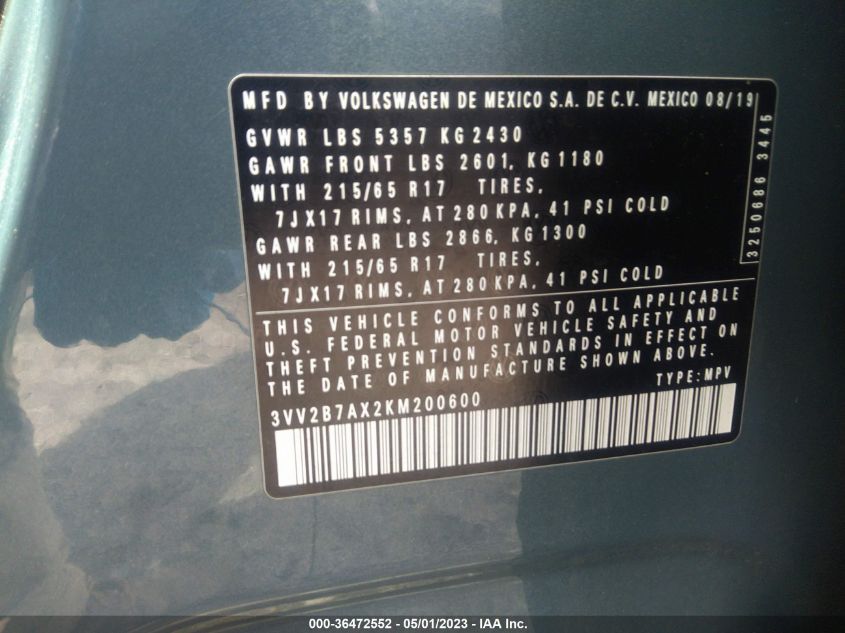 MFD BY VOLKSWAGEN DE MEXICO S.A. DE C.V. MEXICO 08/19
GVWR LBS 5357 KG 2430
GAWR FRONT LBS 2601, KG 1180
WITH 215/65 R17 TIRES,
7JX17 RIMS, AT 280 KPA, 41 PSI COLD
GAWR REAR LBS 2866, KG 1300
WITH 215/65 R17 TIRES,
7JX17 RIMS, AT 280 KPA, 41 PSI COLD
3250686 3445
THIS VEHICLE CONFORMS TO ALL APPLICABLE
U.S. FEDERAL MOTOR VEHICLE SAFETY AND
THEFT PREVENTION STANDARDS IN EFFECT ON
THE DATE OF MANUFACTURE SHOWN ABOVE.
TYPE: MPV
3VV2B7AX2KM200600
000-36472552 - 05/01/2023 - IAA Inc.